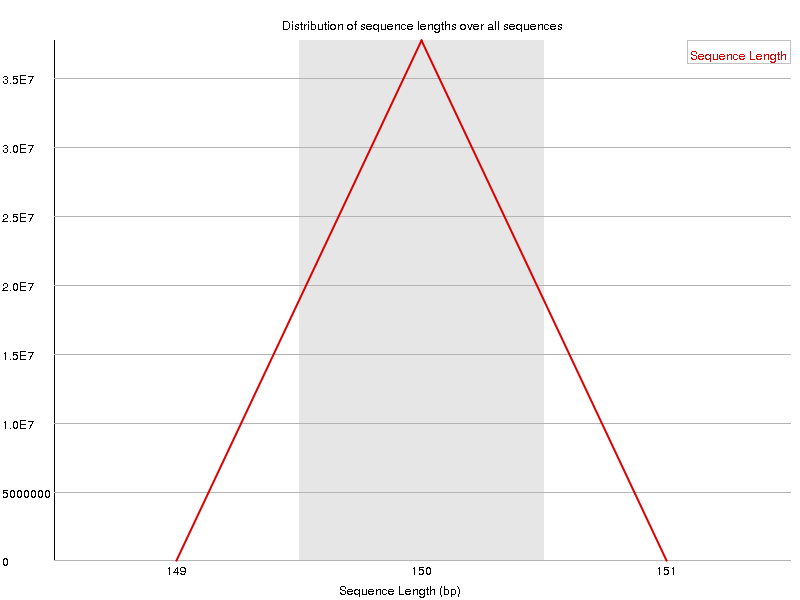 Distribution of sequence lengths over all sequences
Sequence Length
3.5E7
3.0E7
2.5E7
2.0E7
1.5E7
1.0E7
5000000
0
149 150 151
Sequence Length (bp)